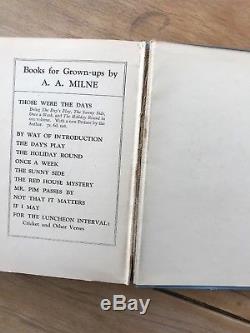 Books for Grown-ups by
A. A. MILNE
THOSE WERE THE DAYS
Being The Day's Play, The Sunny Side,
Once a Week, and The Holiday Round in
one volume. With a new Preface by the
Author. 7s. 6d. net.
BY WAY OF INTRODUCTION
THE DAY'S PLAY
THE HOLIDAY ROUND
ONCE A WEEK
THE SUNNY SIDE
THE RED HOUSE MYSTERY
MR. PIM PASSES BY
NOT THAT IT MATTERS
IF I MAY
FOR THE LUNCHEON INTERVAL:
Cricket and Other Verses